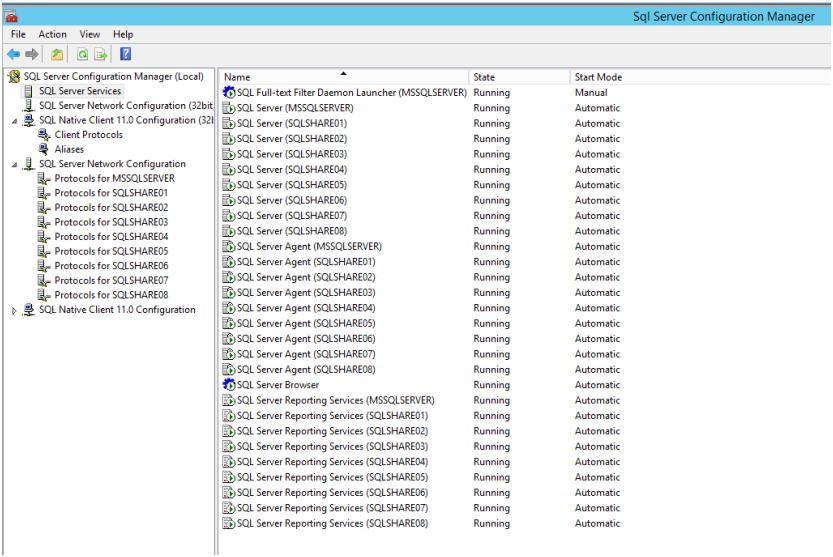 Sql Server Configuration Manager
File Action View Help
SQL Server Configuration Manager (Local)
SQL Server Services
SQL Server Network Configuration (32bit
SQL Native Client 11.0 Configuration (32
Client Protocols
Aliases
SQL Server Network Configuration
Protocols for MSSQLSERVER
Protocols for SQLSHARE01
Protocols for SQLSHARE02
Protocols for SQLSHARE03
Protocols for SQLSHARE04
Protocols for SQLSHARE05
Protocols for SQLSHARE06
Protocols for SQLSHARE07
Protocols for SQLSHARE08
SQL Native Client 11.0 Configuration
Name State Start Mode
SQL Full-text Filter Daemon Launcher (MSSQLSERVER) Running Manual
SQL Server (MSSQLSERVER) Running Automatic
SQL Server (SQLSHARE01) Running Automatic
SQL Server (SQLSHARE02) Running Automatic
SQL Server (SQLSHARE03) Running Automatic
SQL Server (SQLSHARE04) Running Automatic
SQL Server (SQLSHARE05) Running Automatic
SQL Server (SQLSHARE06) Running Automatic
SQL Server (SQLSHARE07) Running Automatic
SQL Server (SQLSHARE08) Running Automatic
SQL Server Agent (MSSQLSERVER) Running Automatic
SQL Server Agent (SQLSHARE01) Running Automatic
SQL Server Agent (SQLSHARE02) Running Automatic
SQL Server Agent (SQLSHARE03) Running Automatic
SQL Server Agent (SQLSHARE04) Running Automatic
SQL Server Agent (SQLSHARE05) Running Automatic
SQL Server Agent (SQLSHARE06) Running Automatic
SQL Server Agent (SQLSHARE07) Running Automatic
SQL Server Agent (SQLSHARE08) Running Automatic
SQL Server Browser Running Automatic
SQL Server Reporting Services (MSSQLSERVER) Running Automatic
SQL Server Reporting Services (SQLSHARE01) Running Automatic
SQL Server Reporting Services (SQLSHARE02) Running Automatic
SQL Server Reporting Services (SQLSHARE03) Running Automatic
SQL Server Reporting Services (SQLSHARE04) Running Automatic
SQL Server Reporting Services (SQLSHARE05) Running Automatic
SQL Server Reporting Services (SQLSHARE06) Running Automatic
SQL Server Reporting Services (SQLSHARE07) Running Automatic
SQL Server Reporting Services (SQLSHARE08) Running Automatic